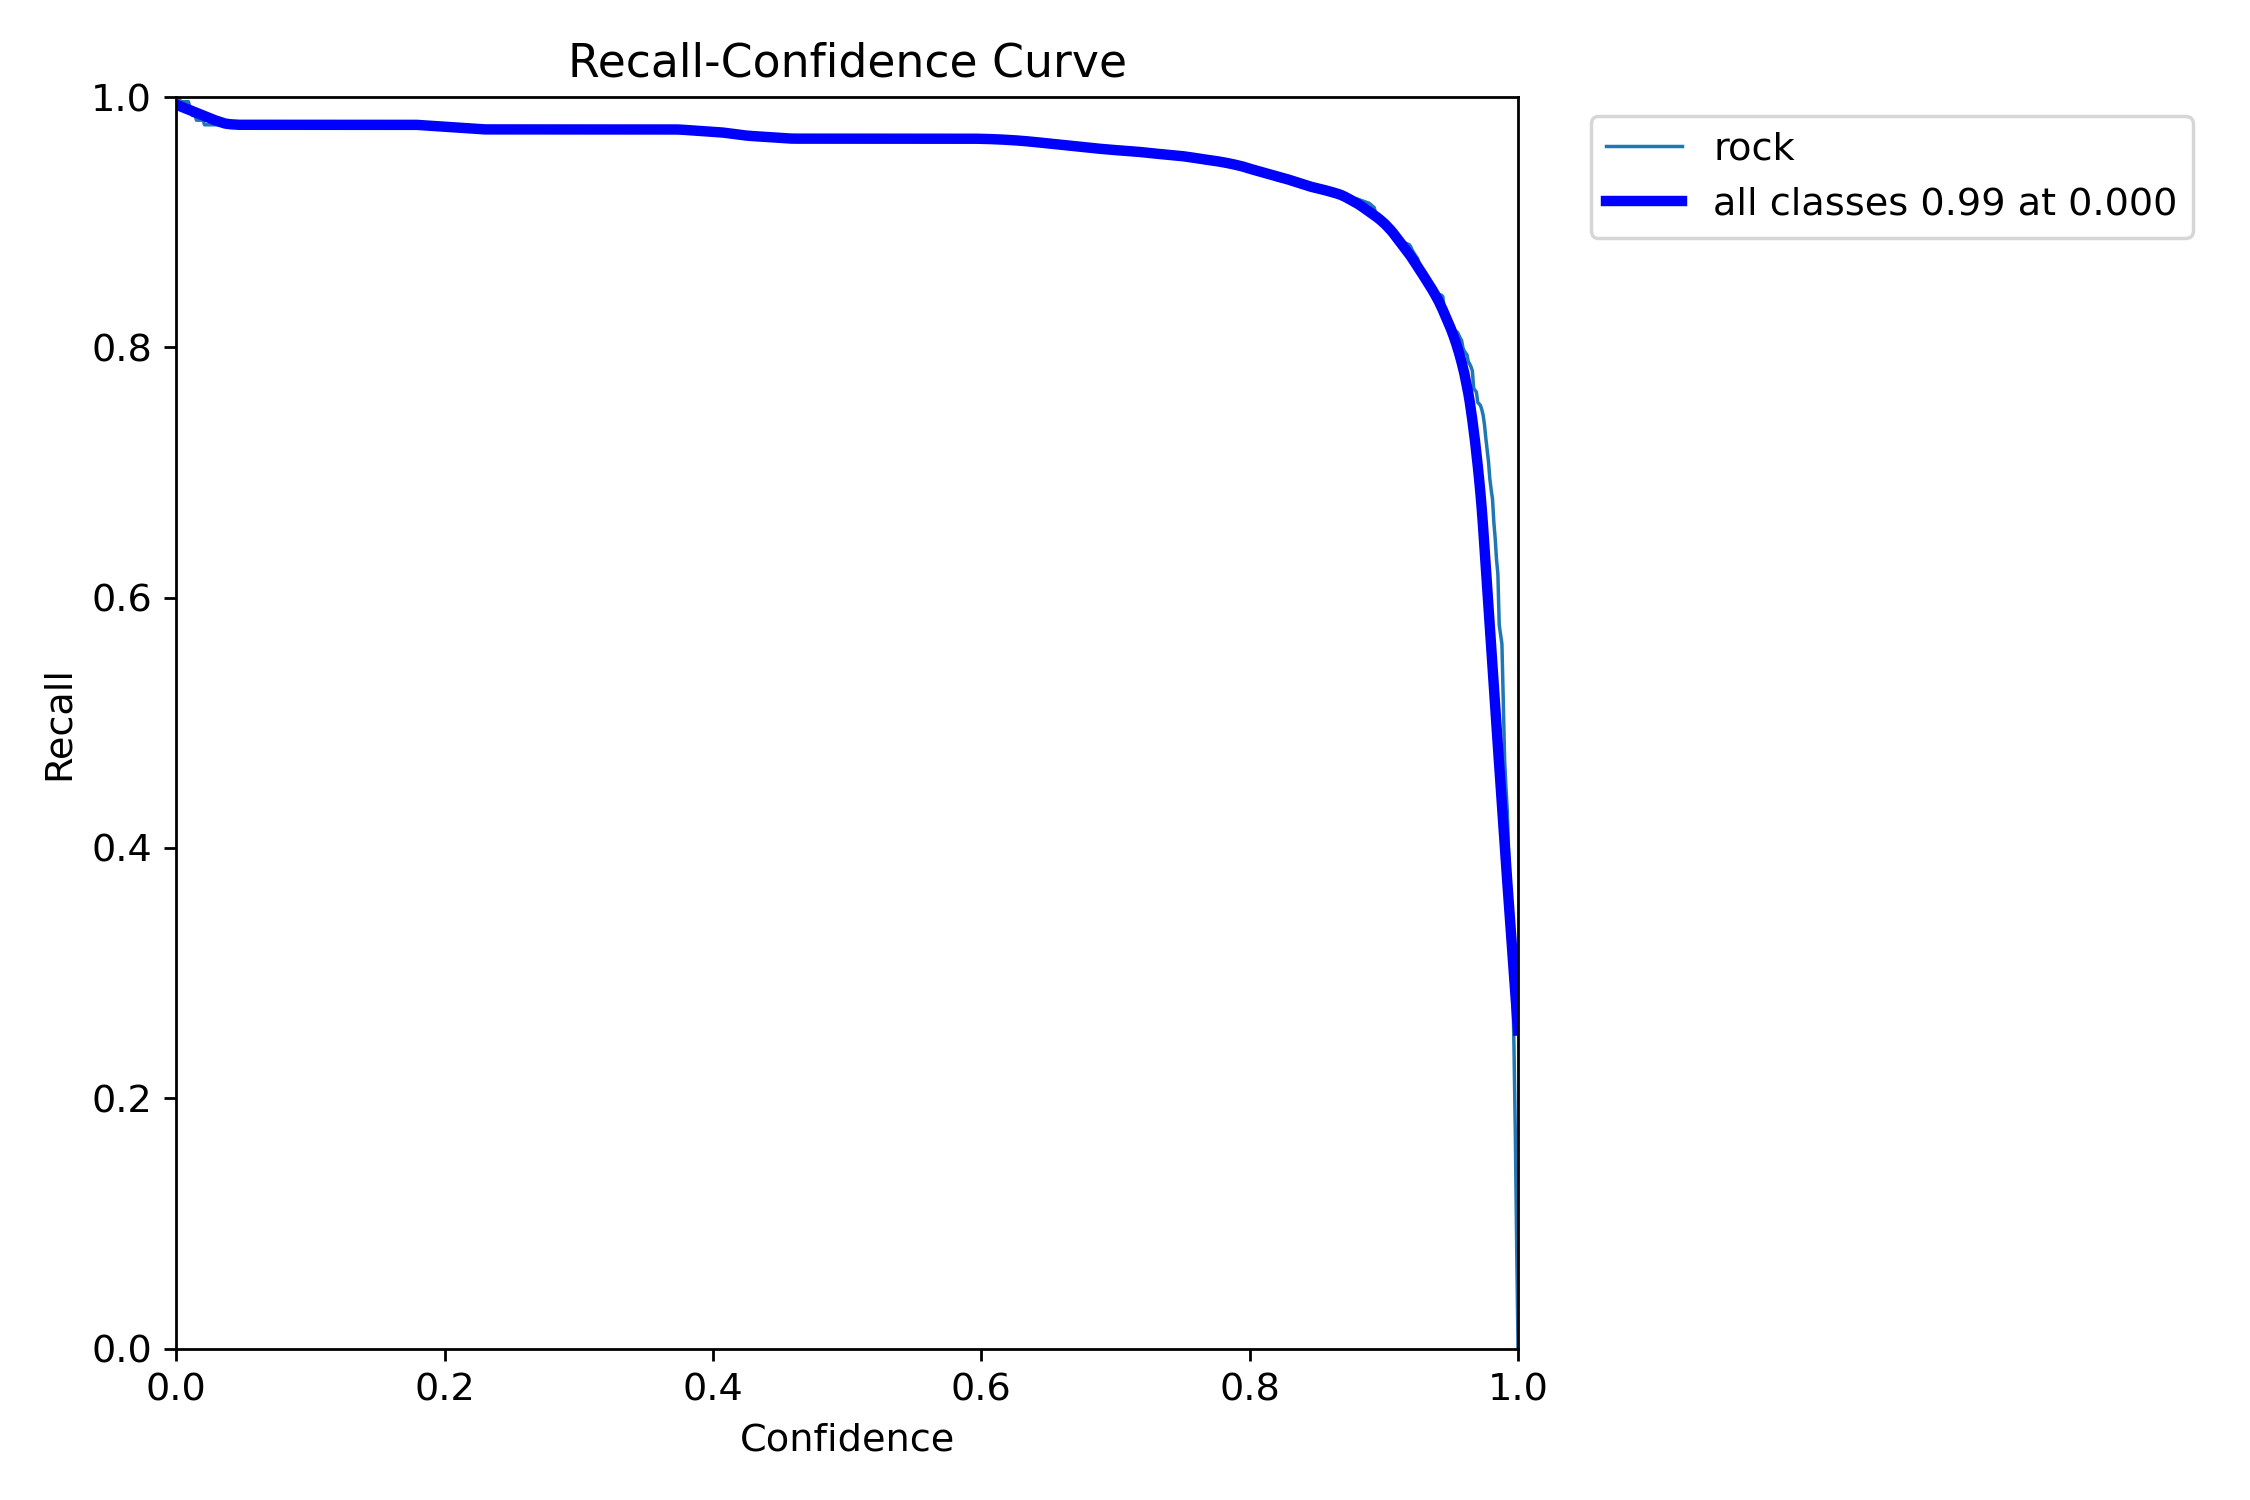 Recall-Confidence Curve
1.0
0.8
0.6
0.4
0.2
0.0
Recall
0.0 0.2 0.4 0.6 0.8 1.0
Confidence
rock
all classes 0.99 at 0.000